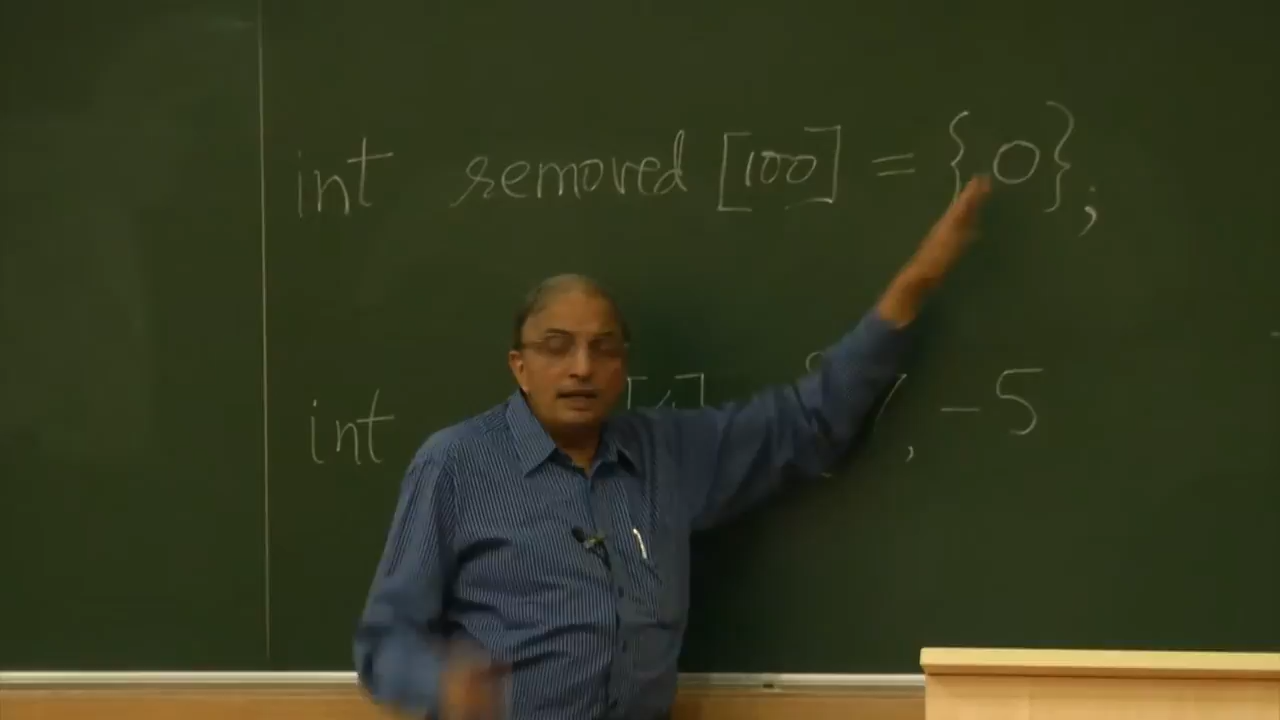 int removed [100] = {0};
int , -5